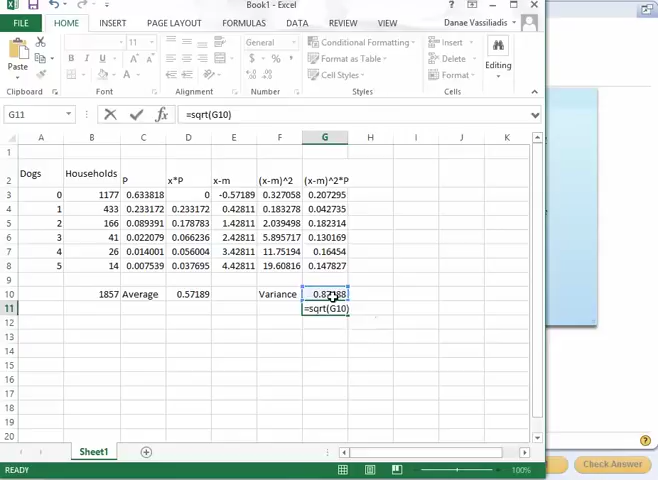 Book1 - Excel
FILE HOME INSERT PAGE LAYOUT FORMULAS DATA REVIEW VIEW Danae Vassiliadis
Paste General Conditional Formatting Insert
Format as Table Delete Editing
Cell Styles Format
Clipboard Font Alignment Number Styles Cells
G11 =sqrt(G10)
A B C D E F G H I J K
1
2 Dogs Households P x*P x-m (x-m)^2 (x-m)^2*P
3 0 1177 0.633818 0 -0.57189 0.327058 0.207295
4 1 433 0.233172 0.233172 0.42811 0.183278 0.042735
5 2 166 0.089391 0.178783 1.42811 2.039498 0.182314
6 3 41 0.022079 0.066236 2.42811 5.895717 0.130169
7 4 26 0.014001 0.056004 3.42811 11.75194 0.16454
8 5 14 0.007539 0.037695 4.42811 19.60816 0.147827
9
10 1857 Average 0.57189 Variance
11 =sqrt(G10)
12
13
14
15
16
17
18
19
20
Sheet1
READY 100%
Check Answer